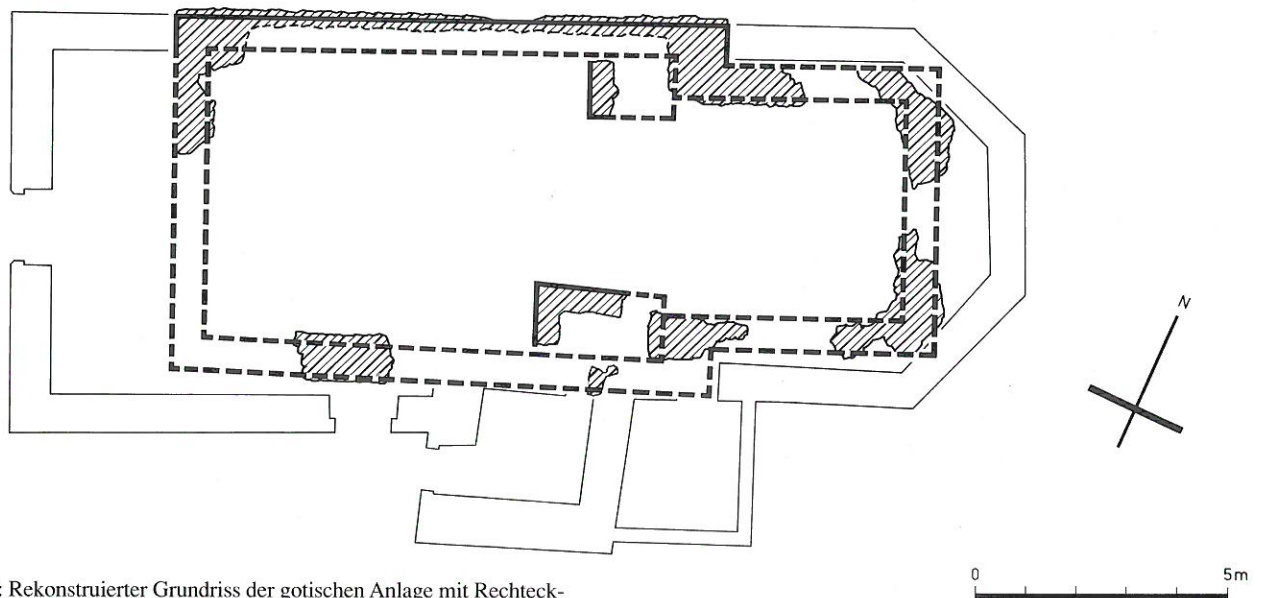 N
0 5m
: Rekonstruierter Grundriss der gotischen Anlage mit Rechteck-